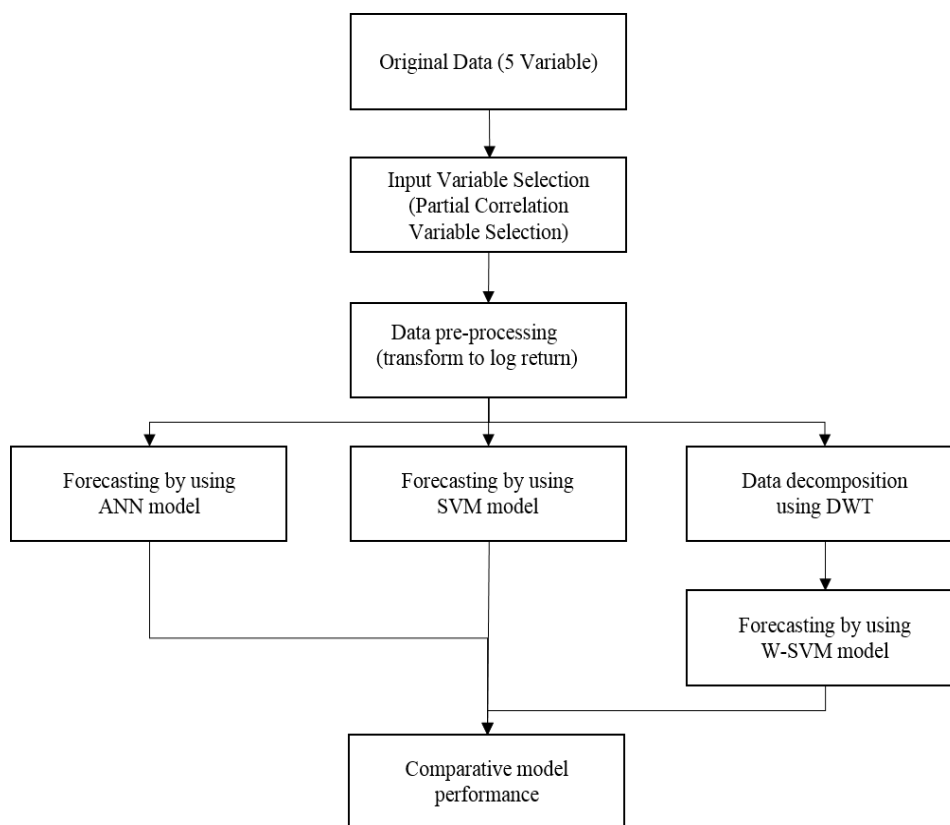 Original Data (5 Variable)
Input Variable Selection
(Partial Correlation
Variable Selection)
Data pre-processing
(transform to log return)
Forecasting by using
ANN model
Forecasting by using
SVM model
Data decomposition
using DWT
Forecasting by using
W-SVM model
Comparative model
performance